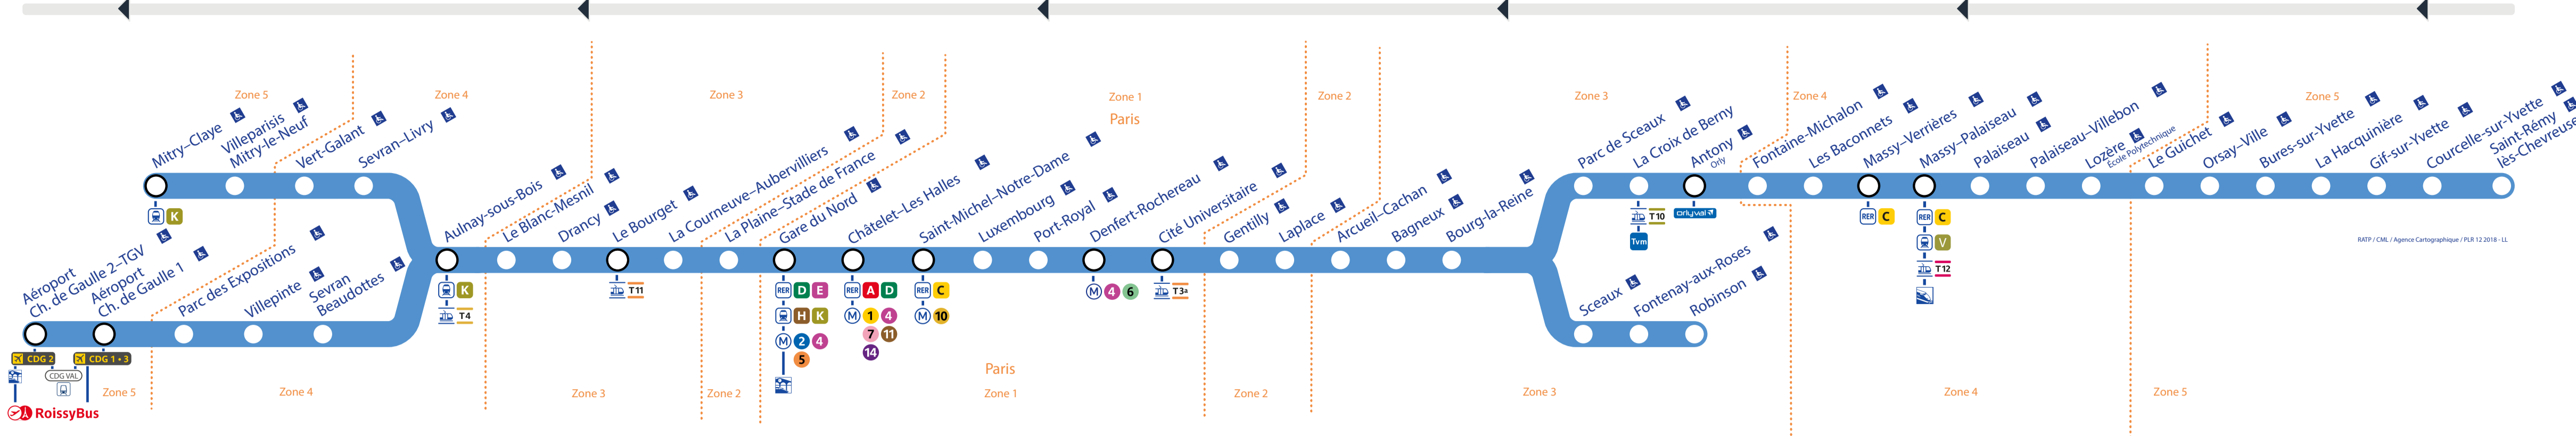 Zone 5
Zone 4
Zone 3
Zone 2
Zone 1
Paris
Zone 2
Zone 3
Zone 4
Zone 5
Mitry–Claye
Villeparisis
Mitry-le-Neuf
Vert-Galant
Sevran–Livry
K
Aéroport
Ch. de Gaulle 2–TGV
Aéroport
Ch. de Gaulle 1
Parc des Expositions
Villepinte
Sevran
Beaudottes
CDG 2
CDG 1 • 3
CDG VAL
RoissyBus
Aulnay-sous-Bois
K
T4
Le Blanc-Mesnil
Drancy
Le Bourget
T11
La Courneuve–Aubervilliers
La Plaine–Stade de France
Gare du Nord
RER D E
H K
M 2 4
5
Châtelet–Les Halles
RER A D
M 1 4
7 11
14
Saint-Michel–Notre-Dame
RER C
M 10
Luxembourg
Port-Royal
Denfert-Rochereau
M 4 6
Cité Universitaire
T3a
Gentilly
Laplace
Arcueil–Cachan
Bagneux
Bourg-la-Reine
Parc de Sceaux
La Croix de Berny
T10
Tvm
Antony
Orly
orlyval
Fontaine-Michalon
Les Baconnets
Massy–Verrières
RER C
Massy–Palaiseau
RER C
V
T12
Palaiseau
Palaiseau–Villebon
Lozère
École Polytechnique
Le Guichet
Orsay–Ville
Bures-sur-Yvette
La Hacquinière
Gif-sur-Yvette
Courcelle-sur-Yvette
Saint-Rémy
lès-Chevreuse
Sceaux
Fontenay-aux-Roses
Robinson
RATP / CML / Agence Cartographique / PLR 12 2018 - LL
Zone 5
Zone 4
Zone 3
Zone 2
Paris
Zone 1
Zone 2
Zone 3
Zone 4
Zone 5